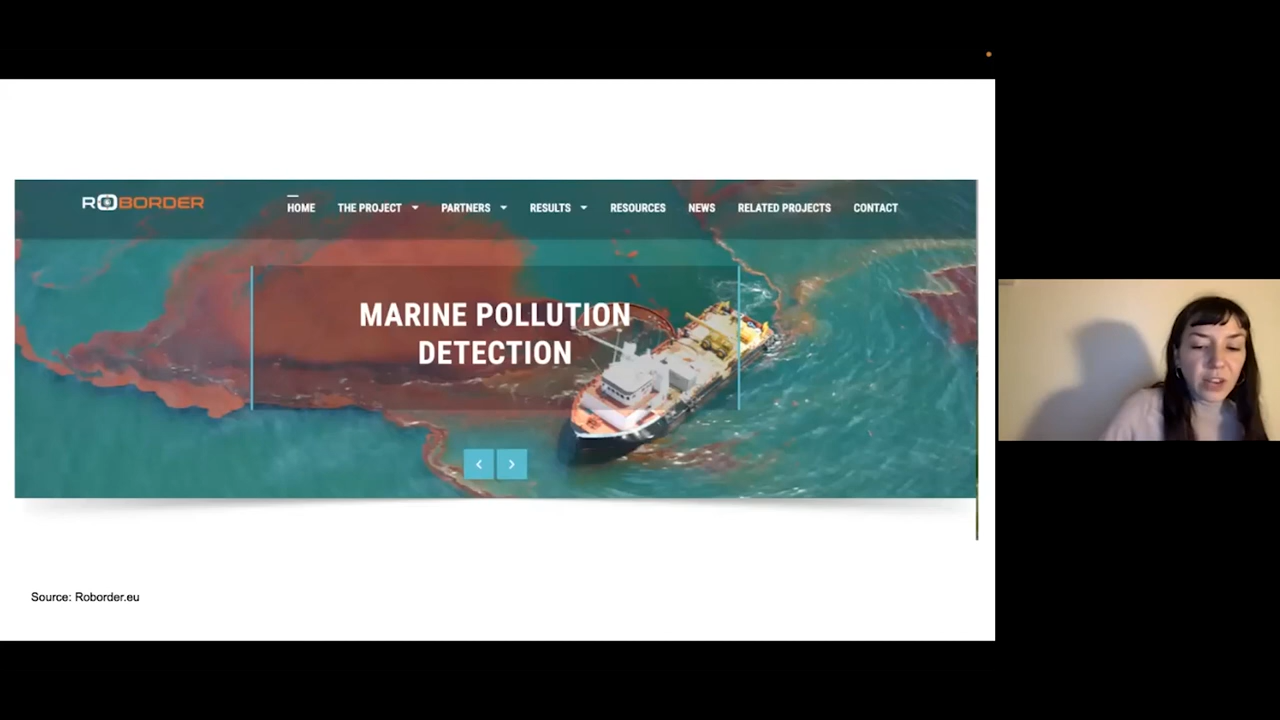 ROBORDER
HOME THE PROJECT PARTNERS RESULTS RESOURCES NEWS RELATED PROJECTS CONTACT
MARINE POLLUTION
DETECTION
Source: Roborder.eu